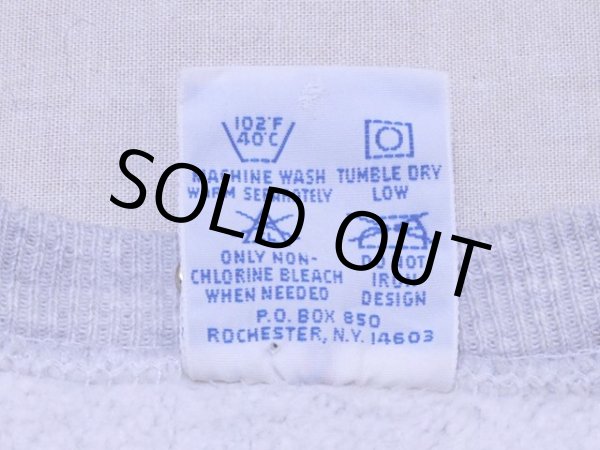 102°F
40°C
MACHINE WASH
WARM SEPARATELY
TUMBLE DRY
LOW
SOLD OUT
ONLY NON-
CHLORINE BLEACH
WHEN NEEDED
DO NOT
IRON
DESIGN
P.O. BOX 850
ROCHESTER, N.Y. 14603